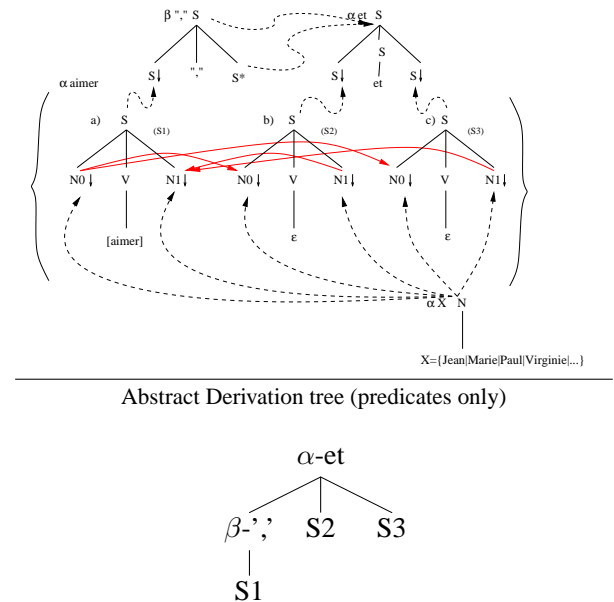 β "," S
α et S
S↓ "," S*
S
et
S↓ S↓
α aimer
a) S (S1)
b) S (S2)
c) S (S3)
N0↓ V N1↓ N0↓ V N1↓ N0↓ V N1↓
[aimer] ε ε
α X N
X={Jean|Marie|Paul|Virginie|...}
Abstract Derivation tree (predicates only)
α-et
β-’,’ S2 S3
S1